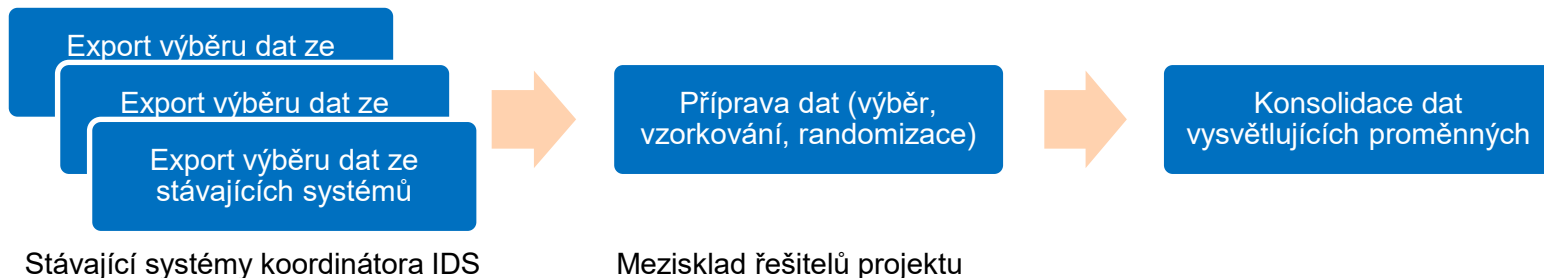 Export výběru dat ze
Export výběru dat ze
Export výběru dat ze
stávajících systémů
Stávající systémy koordinátora IDS
Příprava dat (výběr,
vzorkování, randomizace)
Mezisklad řešitelů projektu
Konsolidace dat
vysvětlujících proměnných